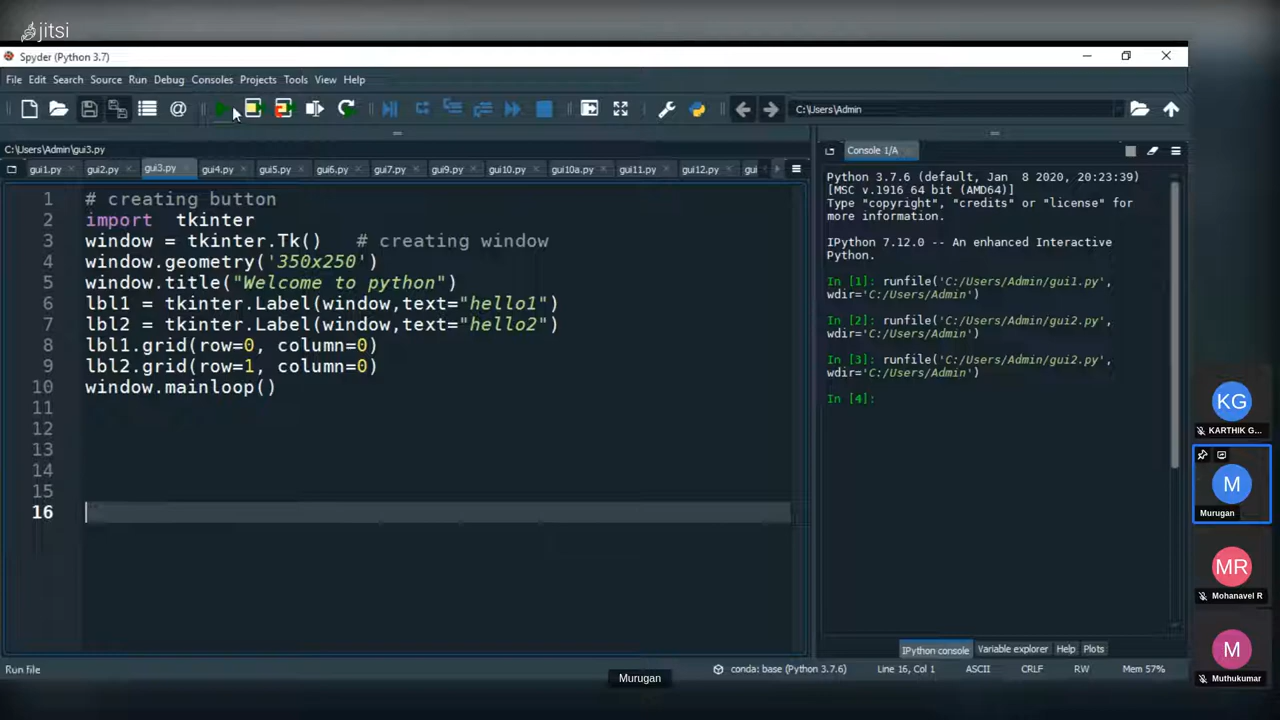 jitsi
Spyder (Python 3.7)
File Edit Search Source Run Debug Consoles Projects Tools View Help
C:\Users\Admin
C:\Users\Admin\gui3.py
gui1.py gui2.py gui3.py gui4.py gui5.py gui6.py gui7.py gui9.py gui10.py gui10a.py gui11.py gui12.py gui
1 # creating button
2 import  tkinter
3 window = tkinter.Tk()   # creating window
4 window.geometry('350x250')
5 window.title("Welcome to python")
6 lbl1 = tkinter.Label(window,text="hello1")
7 lbl2 = tkinter.Label(window,text="hello2")
8 lbl1.grid(row=0, column=0)
9 lbl2.grid(row=1, column=0)
10 window.mainloop()
11
12
13
14
15
16
Console 1/A
Python 3.7.6 (default, Jan  8 2020, 20:23:39)
[MSC v.1916 64 bit (AMD64)]
Type "copyright", "credits" or "license" for
more information.
IPython 7.12.0 -- An enhanced Interactive
Python.
In [1]: runfile('C:/Users/Admin/gui1.py',
wdir='C:/Users/Admin')
In [2]: runfile('C:/Users/Admin/gui2.py',
wdir='C:/Users/Admin')
In [3]: runfile('C:/Users/Admin/gui2.py',
wdir='C:/Users/Admin')
In [4]:
IPython console Variable explorer Help Plots
Run file
conda: base (Python 3.7.6) Line 16, Col 1 ASCII CRLF RW Mem 57%
Murugan
KG
KARTHIK G...
M
Murugan
MR
Mohanavel R
M
Muthukumar